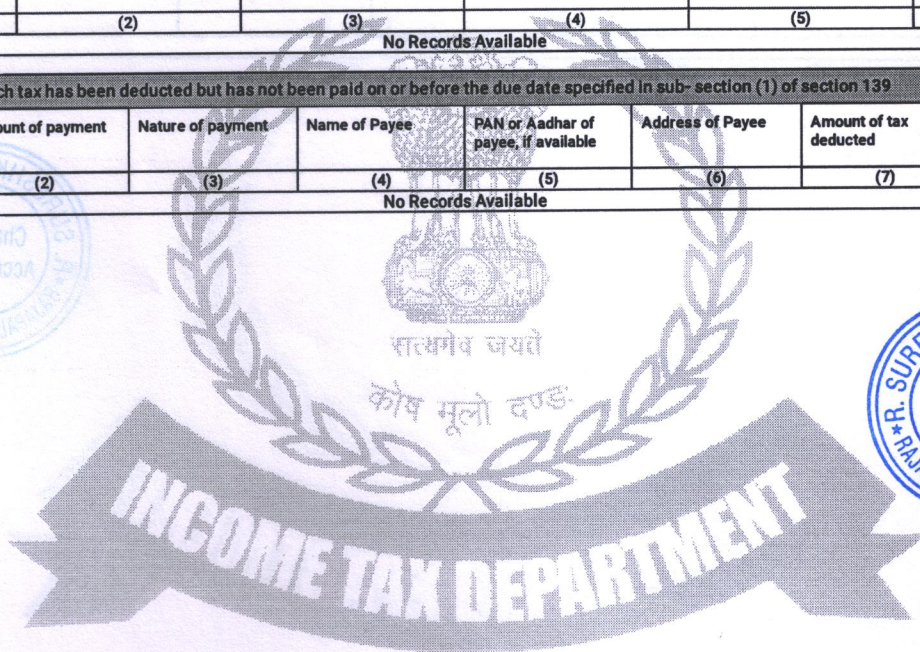 (2) (3) (4) (5)
No Records Available
tax has been deducted but has not been paid on or before the due date specified in sub- section (1) of section 139
of payment Nature of payment Name of Payee PAN or Aadhar of payee, if available Address of Payee Amount of tax deducted
(2) (3) (4) (5) (6) (7)
No Records Available
सत्यमेव जयते
कोष मूलो दण्डः
INCOME TAX DEPARTMENT
*R.